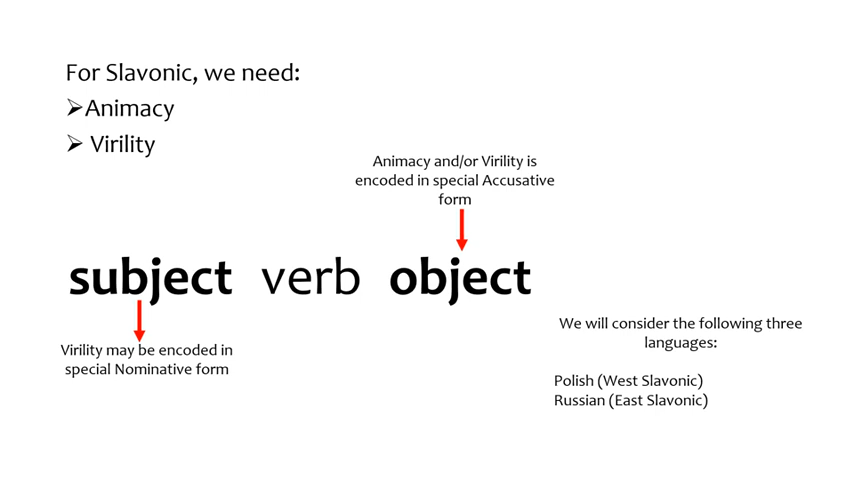 For Slavonic, we need:
➢Animacy
➢ Virility
Animacy and/or Virility is
encoded in special Accusative
form
subject verb object
Virility may be encoded in
special Nominative form
We will consider the following three
languages:
Polish (West Slavonic)
Russian (East Slavonic)